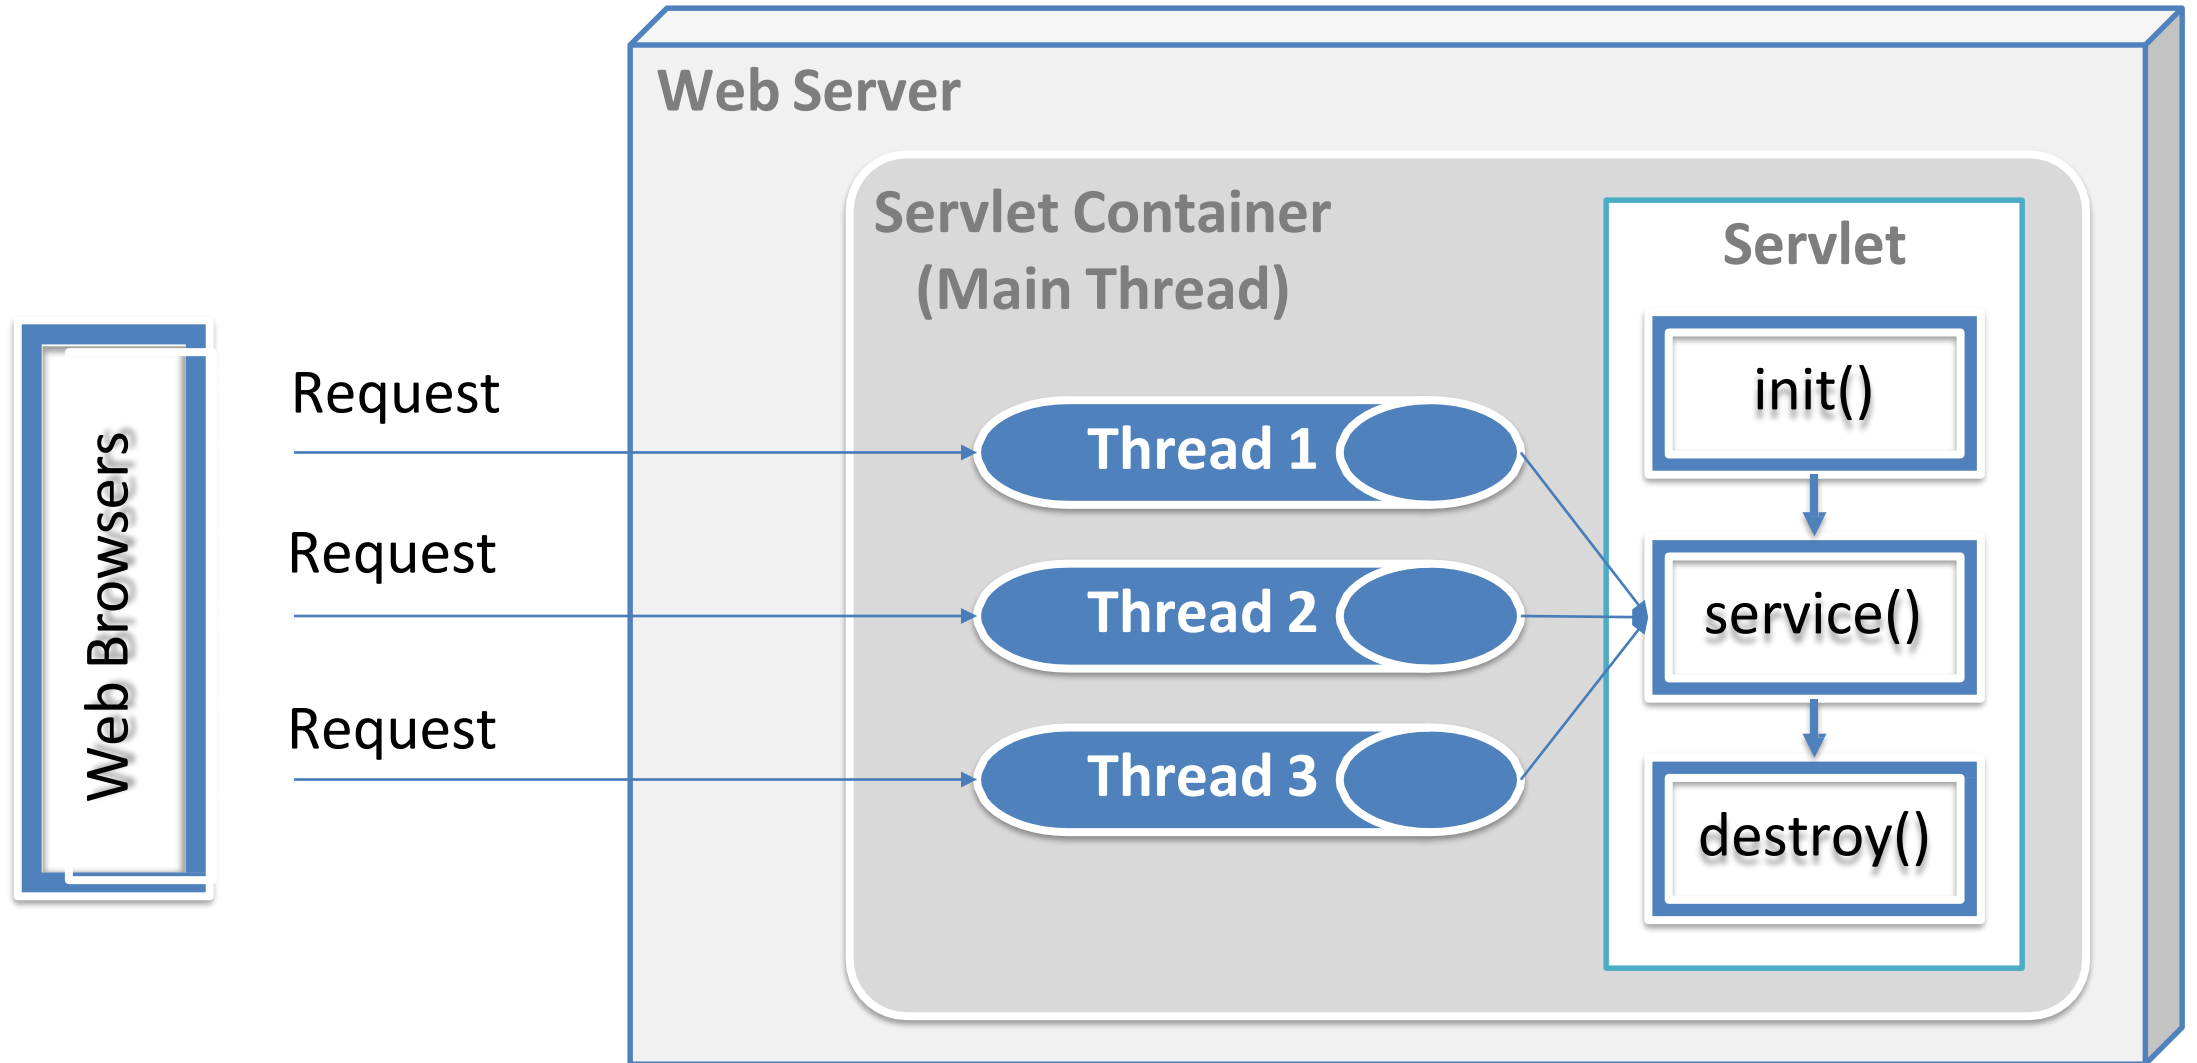 Web Server
Servlet Container
(Main Thread)
Servlet
init()
service()
destroy()
Web Browsers
Request
Request
Request
Thread 1
Thread 2
Thread 3